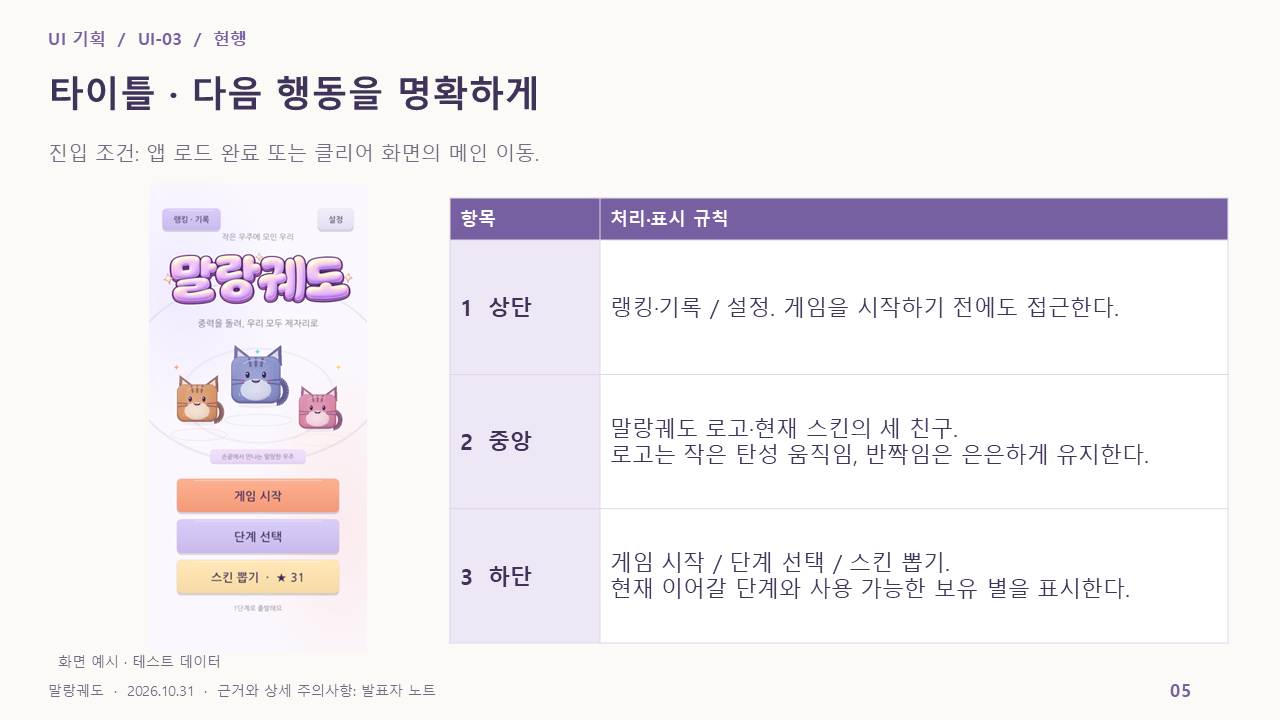 UI 기획 / UI-03 / 현행
타이틀 · 다음 행동을 명확하게
진입 조건: 앱 로드 완료 또는 클리어 화면의 메인 이동.
랭킹 · 기록
설정
작은 우주에 모인 우리
말랑궤도
중력을 돌려, 우리 모두 제자리로
손끝에서 만나는 말랑한 우주
게임 시작
단계 선택
스킨 뽑기 · ★ 31
1단계로 출발해요
화면 예시 · 테스트 데이터
항목
처리·표시 규칙
1 상단
랭킹·기록 / 설정. 게임을 시작하기 전에도 접근한다.
2 중앙
말랑궤도 로고·현재 스킨의 세 친구.
로고는 작은 탄성 움직임, 반짝임은 은은하게 유지한다.
3 하단
게임 시작 / 단계 선택 / 스킨 뽑기.
현재 이어갈 단계와 사용 가능한 보유 별을 표시한다.
말랑궤도 · 2026.10.31 · 근거와 상세 주의사항: 발표자 노트
05